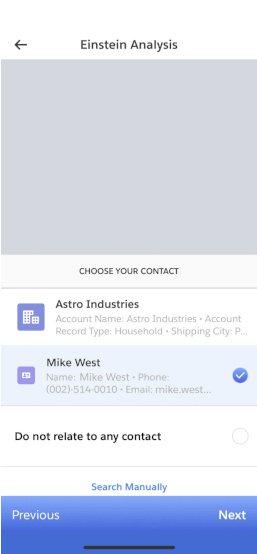 Einstein Analysis
CHOOSE YOUR CONTACT
Astro Industries
Account Name: Astro Industries • Account
Record Type: Household • Shipping City: P...
Mike West
Name: Mike West • Phone:
(002)-514-0010 • Email: mike.west...
Do not relate to any contact
Search Manually
Previous
Next